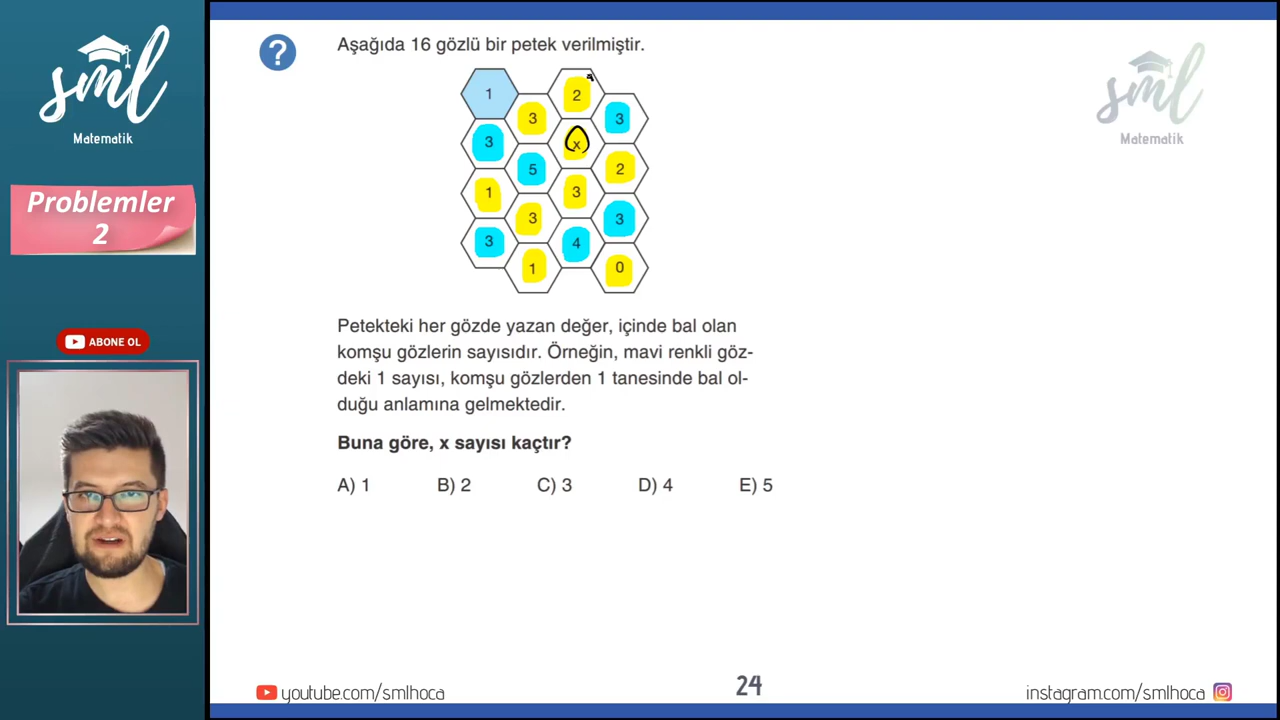 sml
Matematik
Problemler
2
ABONE OL
?
Aşağıda 16 gözlü bir petek verilmiştir.
1
2
3
3
3
x
5
2
1
3
3
3
3
4
1
0
Petekteki her gözde yazan değer, içinde bal olan
komşu gözlerin sayısıdır. Örneğin, mavi renkli göz-
deki 1 sayısı, komşu gözlerden 1 tanesinde bal ol-
duğu anlamına gelmektedir.
Buna göre, x sayısı kaçtır?
A) 1 B) 2 C) 3 D) 4 E) 5
sml
Matematik
youtube.com/smlhoca
24
instagram.com/smlhoca